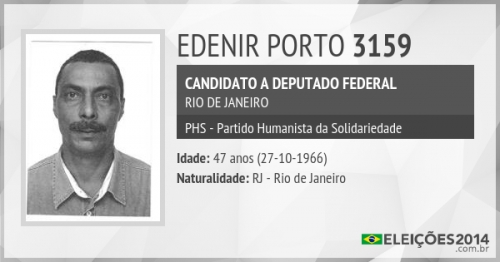 EDENIR PORTO 3159
CANDIDATO A DEPUTADO FEDERAL
RIO DE JANEIRO
PHS - Partido Humanista da Solidariedade
Idade: 47 anos (27-10-1966)
Naturalidade: RJ - Rio de Janeiro
ELEIÇÕES2014
.com.br